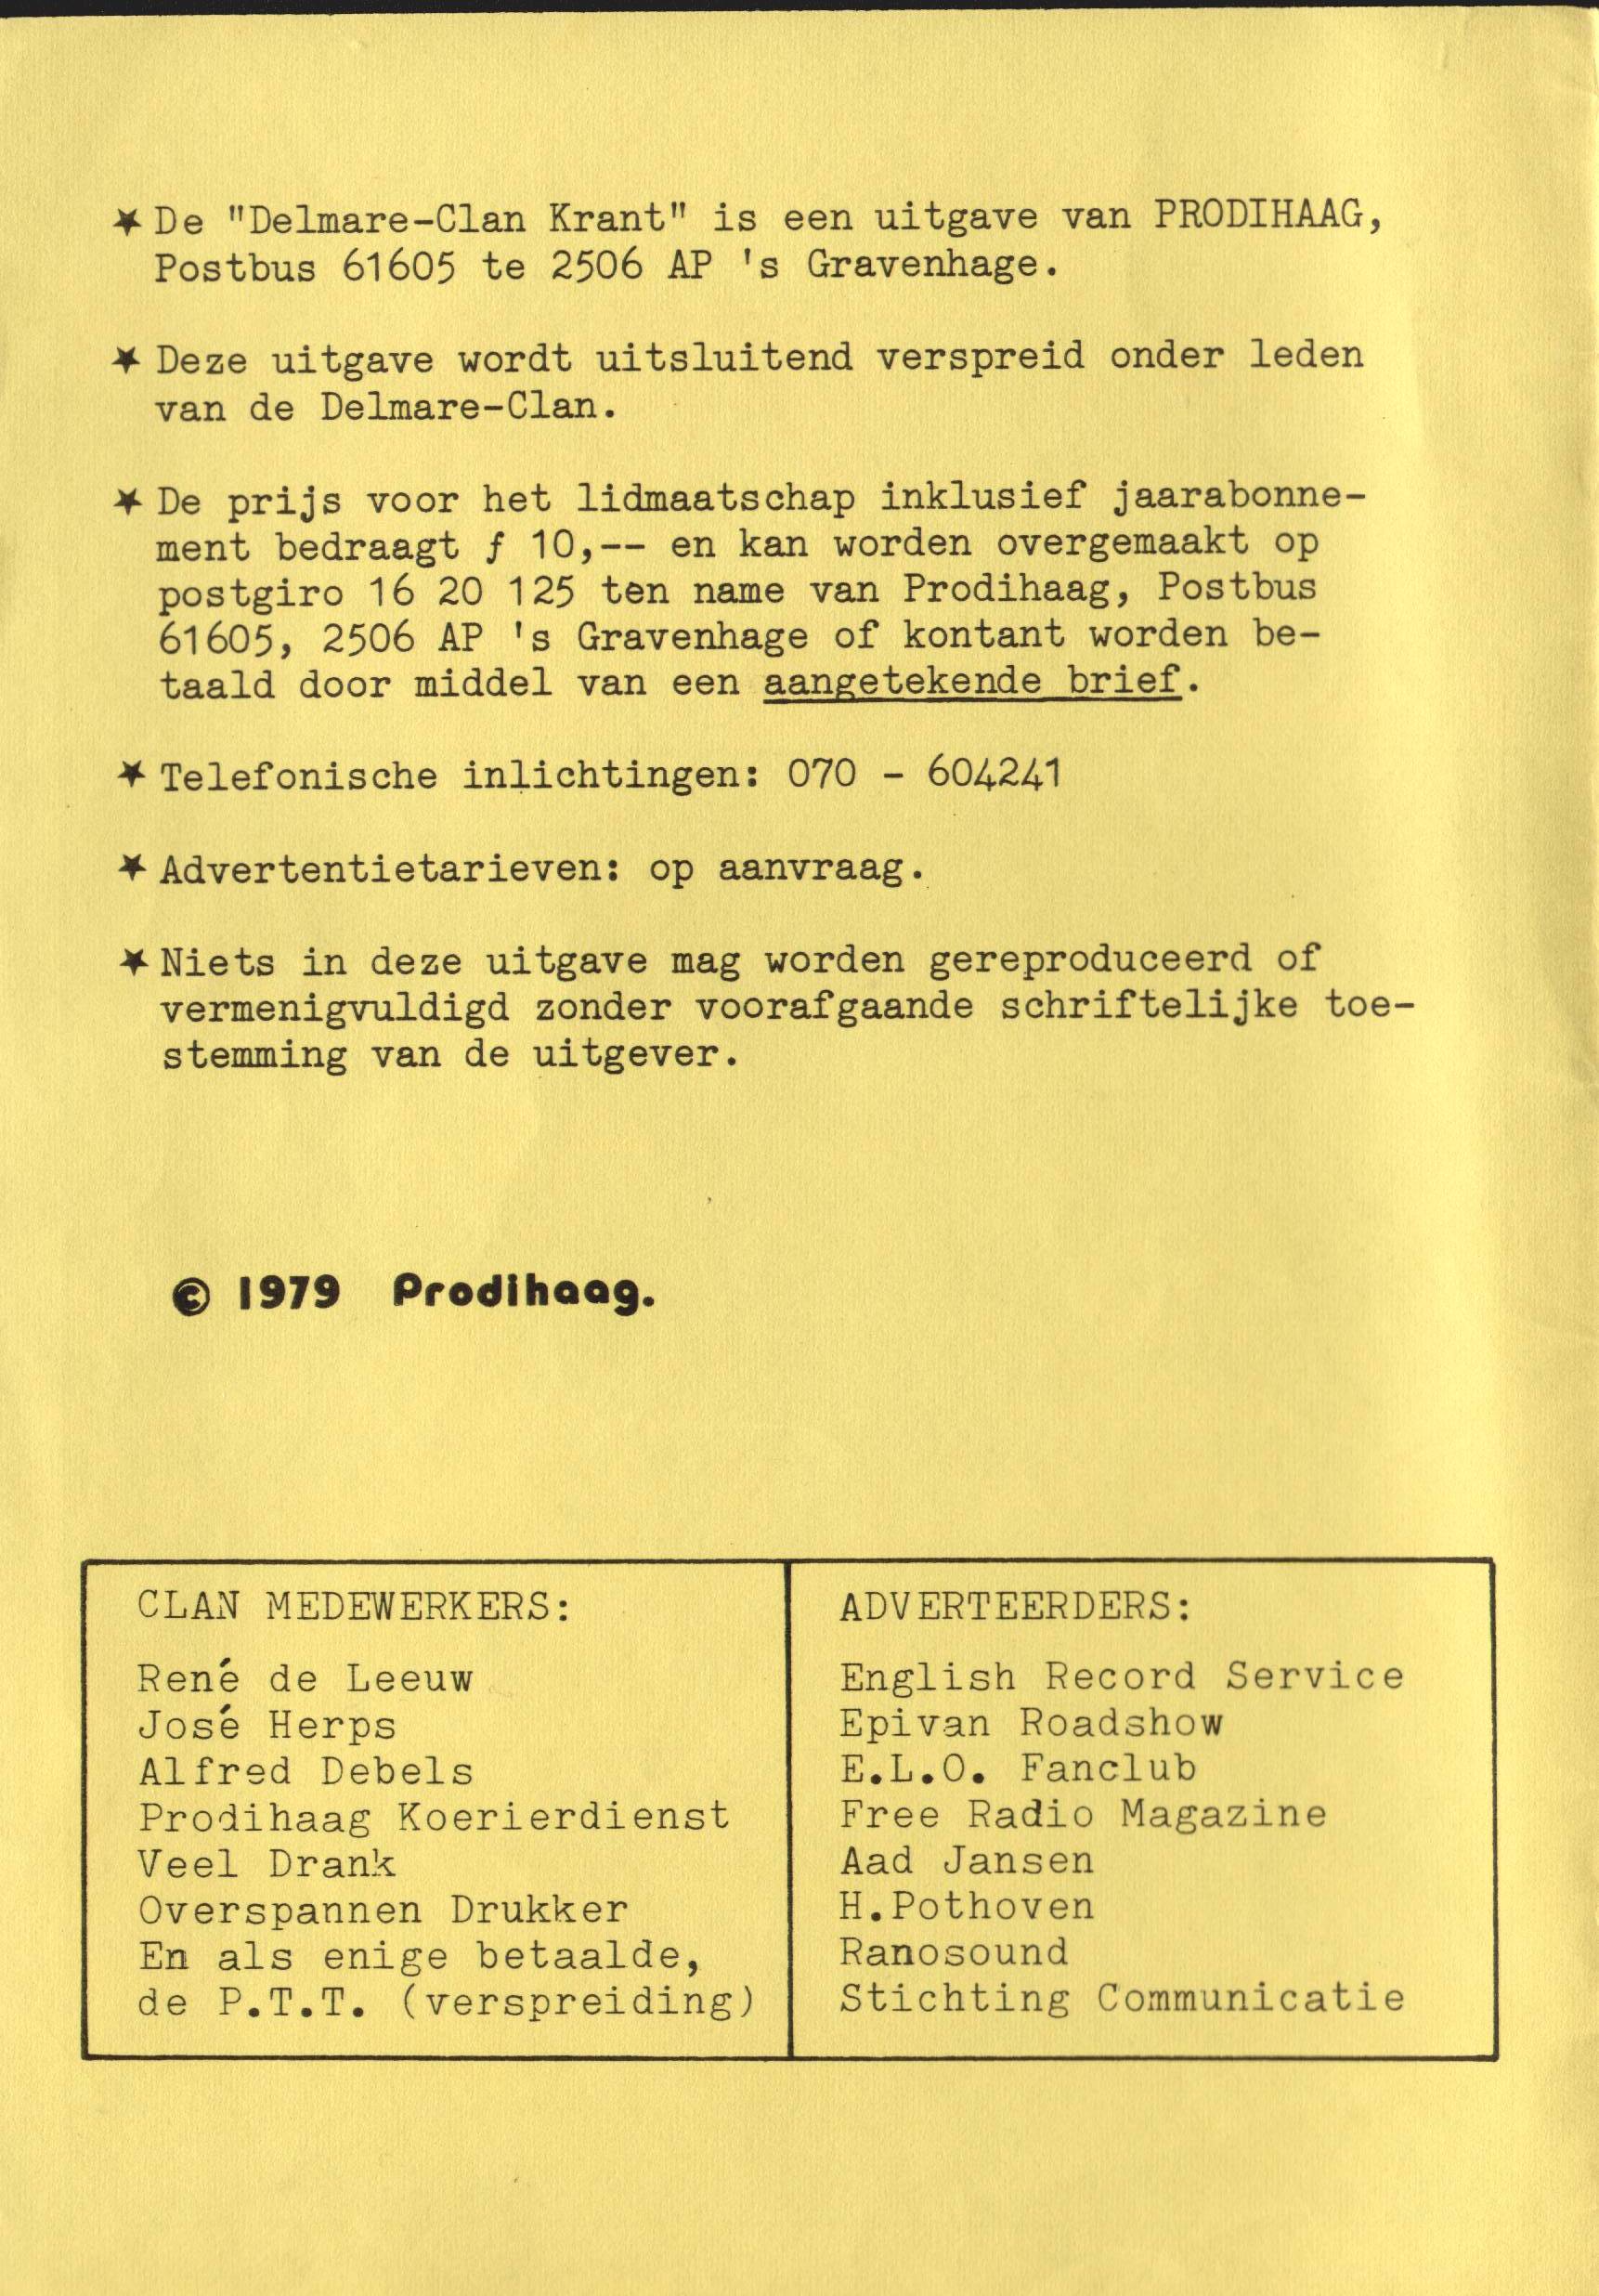 ★ De "Delmare-Clan Krant" is een uitgave van PRODIHAAG,
Postbus 61605 te 2506 AP 's Gravenhage.
★ Deze uitgave wordt uitsluitend verspreid onder leden
van de Delmare-Clan.
★ De prijs voor het lidmaatschap inklusief jaarabonne-
ment bedraagt ƒ 10,-- en kan worden overgemaakt op
postgiro 16 20 125 ten name van Prodihaag, Postbus
61605, 2506 AP 's Gravenhage of kontant worden be-
taald door middel van een aangetekende brief.
★ Telefonische inlichtingen: 070 - 604241
★ Advertentietarieven: op aanvraag.
★ Niets in deze uitgave mag worden gereproduceerd of
vermenigvuldigd zonder voorafgaande schriftelijke toe-
stemming van de uitgever.
© 1979 Prodihaag.
CLAN MEDEWERKERS:
René de Leeuw
José Herps
Alfred Debels
Prodihaag Koerierdienst
Veel Drank
Overspannen Drukker
En als enige betaalde,
de P.T.T. (verspreiding)
ADVERTEERDERS:
English Record Service
Epivan Roadshow
E.L.O. Fanclub
Free Radio Magazine
Aad Jansen
H.Pothoven
Ranosound
Stichting Communicatie